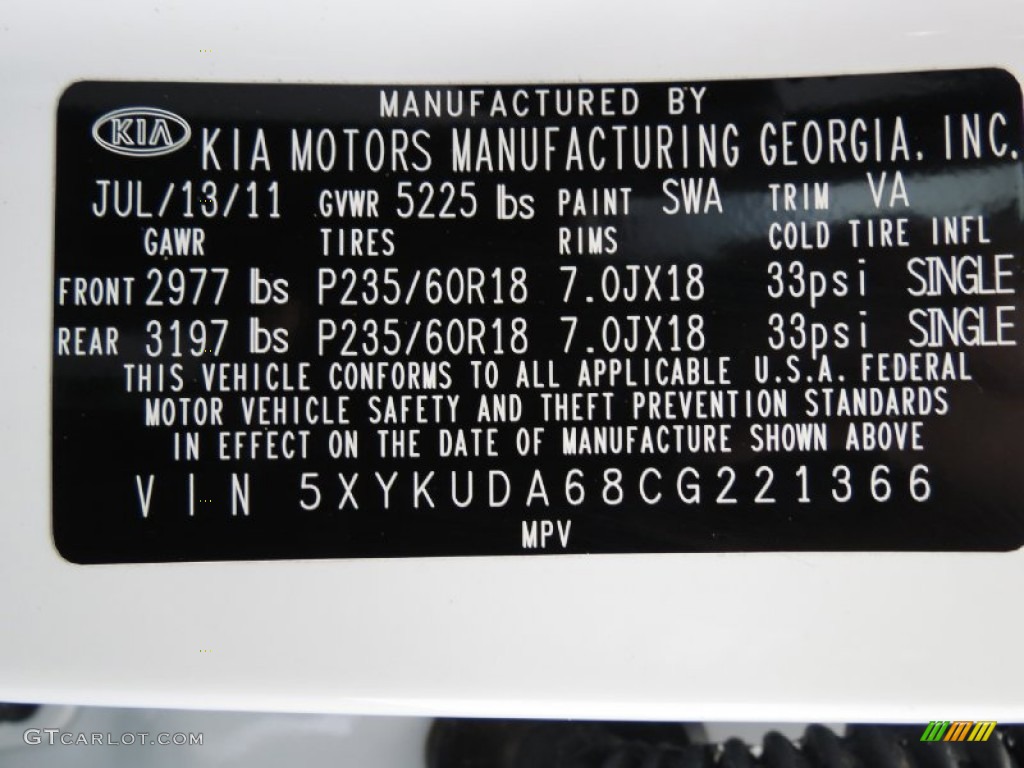 MANUFACTURED BY
KIA KIA MOTORS MANUFACTURING GEORGIA, INC.
JUL/13/11 GVWR 5225 lbs PAINT SWA TRIM VA
GAWR TIRES RIMS COLD TIRE INFL
FRONT 2977 lbs P235/60R18 7.0JX18 33psi SINGLE
REAR 3197 lbs P235/60R18 7.0JX18 33psi SINGLE
THIS VEHICLE CONFORMS TO ALL APPLICABLE U.S.A. FEDERAL
MOTOR VEHICLE SAFETY AND THEFT PREVENTION STANDARDS
IN EFFECT ON THE DATE OF MANUFACTURE SHOWN ABOVE
VIN 5XYKUDA68CG221366
MPV
GTCARLOT.COM